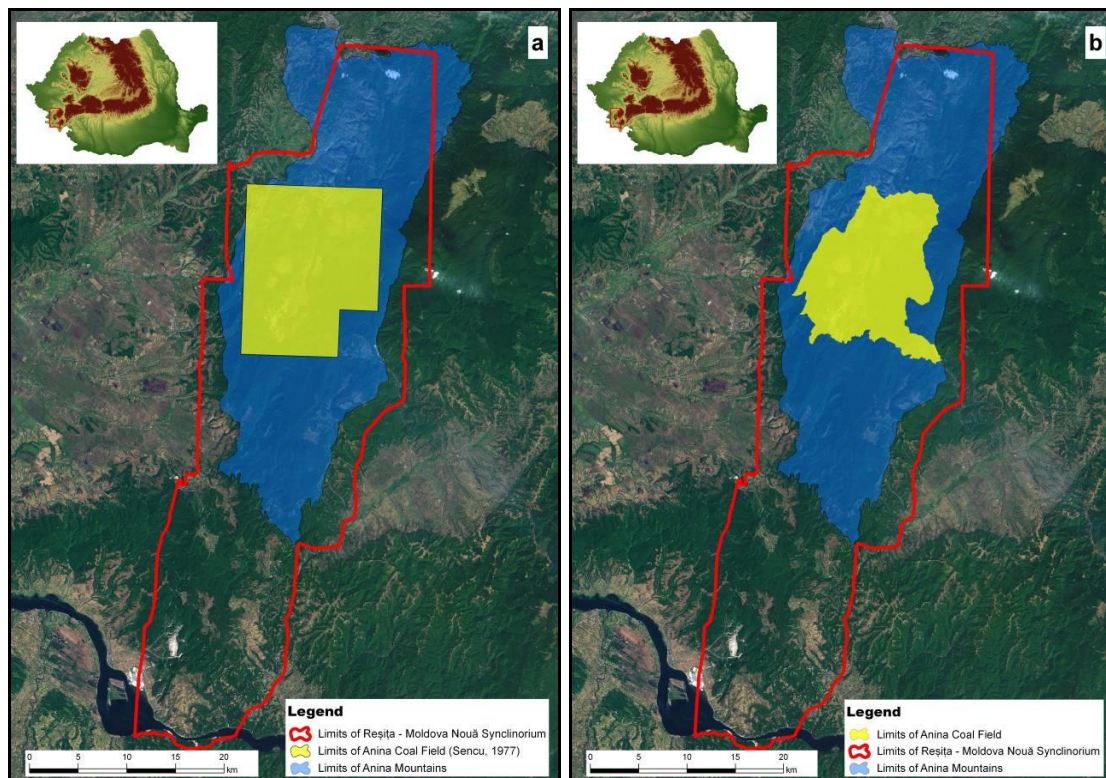 a
Legend
Limits of Reșița - Moldova Nouă Synclinorium
Limits of Anina Coal Field (Sencu, 1977)
Limits of Anina Mountains
0 5 10 15 20
km
b
Legend
Limits of Anina Coal Field
Limits of Reșița - Moldova Nouă Synclinorium
Limits of Anina Mountains
0 5 10 15 20
km